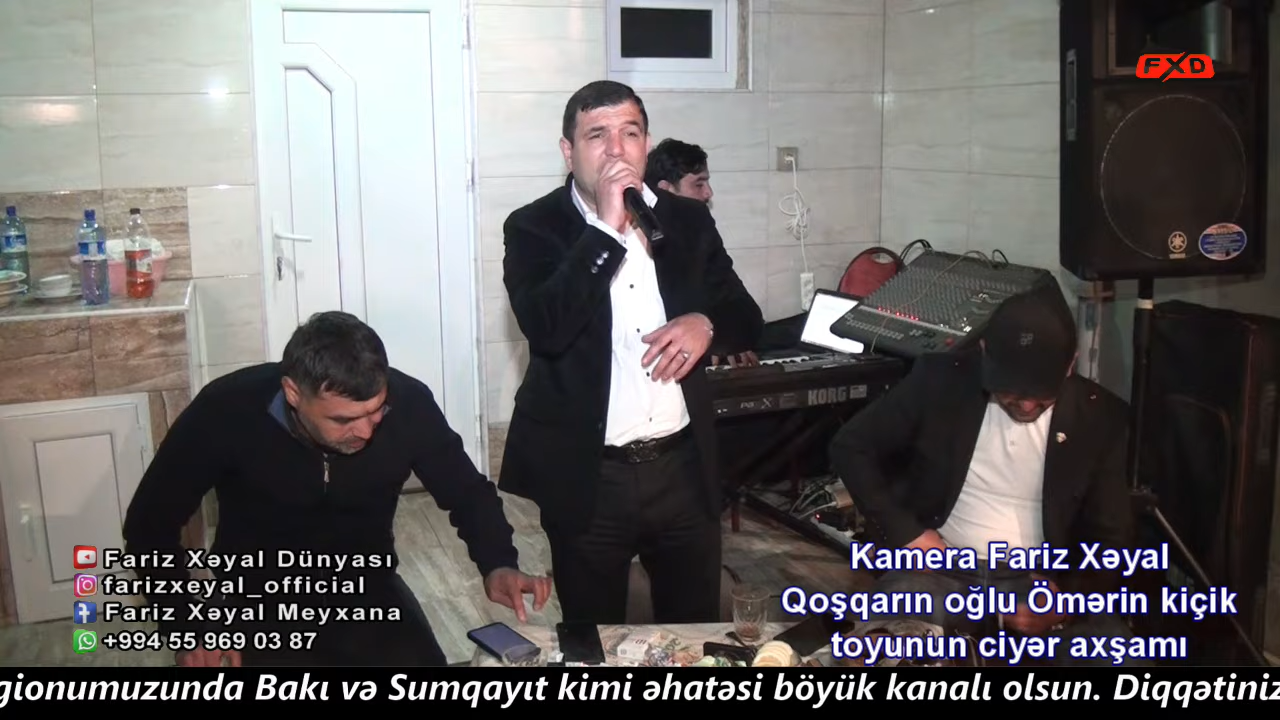 FXD
KORG
Fariz Xəyal Dünyası
farizxeyal_official
Fariz Xəyal Meyxana
+994 55 969 03 87
Kamera Fariz Xəyal
Qoşqarın oğlu Ömərin kiçik
toyunun ciyər axşamı
gionumuzunda Bakı və Sumqayıt kimi əhatəsi böyük kanalı olsun. Diqqətiniz